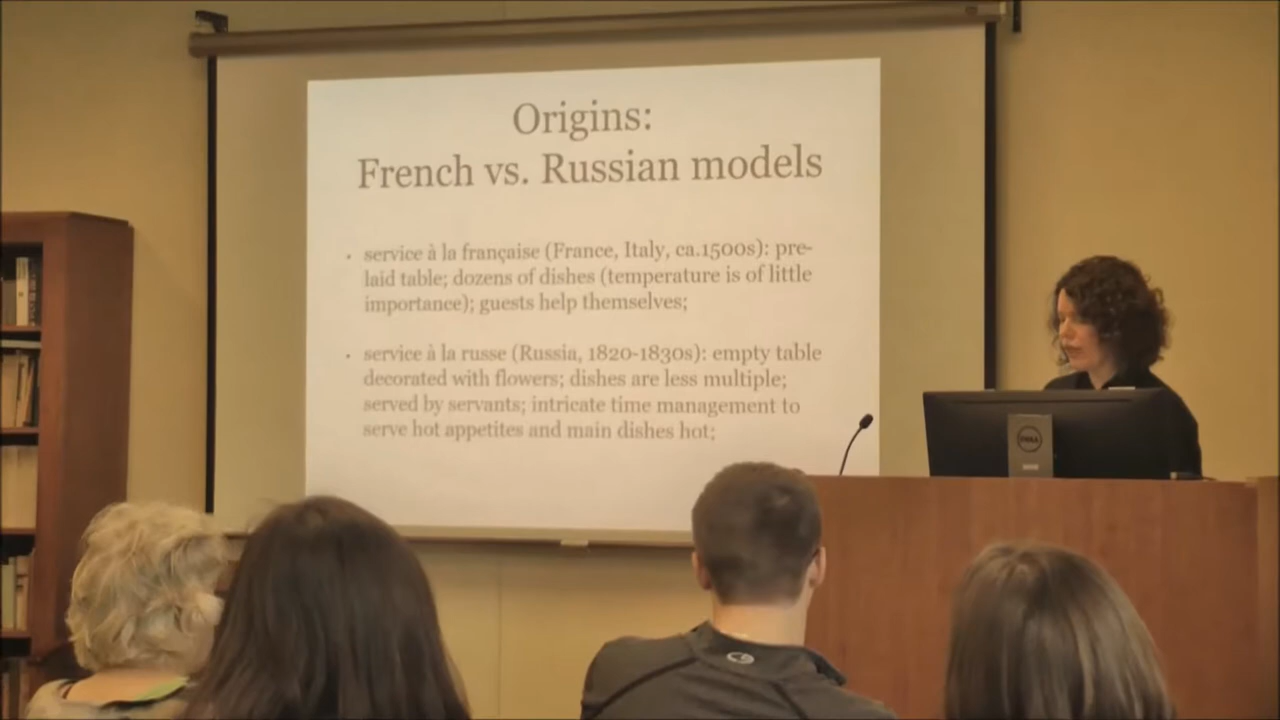 Origins:
French vs. Russian models
• service à la française (France, Italy, ca.1500s): pre-
laid table; dozens of dishes (temperature is of little
importance); guests help themselves;
• service à la russe (Russia, 1820-1830s): empty table
decorated with flowers; dishes are less multiple;
served by servants; intricate time management to
serve hot appetites and main dishes hot;
DELL